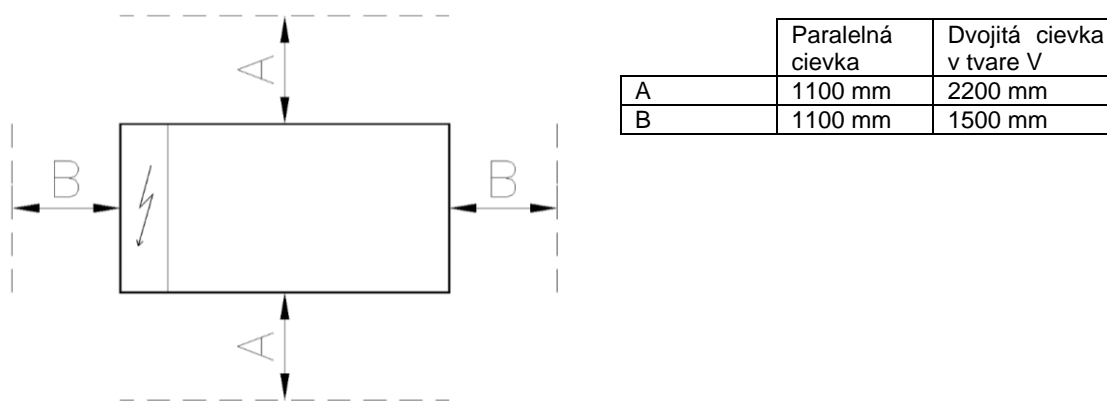 A
B
B
A
Paralelná cievka
Dvojitá cievka v tvare V
A 1100 mm 2200 mm
B 1100 mm 1500 mm